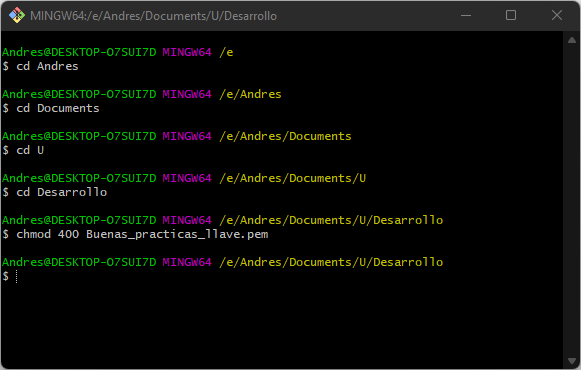 MINGW64:/e/Andres/Documents/U/Desarrollo
Andres@DESKTOP-O7SUI7D MINGW64 /e
$ cd Andres
Andres@DESKTOP-O7SUI7D MINGW64 /e/Andres
$ cd Documents
Andres@DESKTOP-O7SUI7D MINGW64 /e/Andres/Documents
$ cd U
Andres@DESKTOP-O7SUI7D MINGW64 /e/Andres/Documents/U
$ cd Desarrollo
Andres@DESKTOP-O7SUI7D MINGW64 /e/Andres/Documents/U/Desarrollo
$ chmod 400 Buenas_practicas_llave.pem
Andres@DESKTOP-O7SUI7D MINGW64 /e/Andres/Documents/U/Desarrollo
$